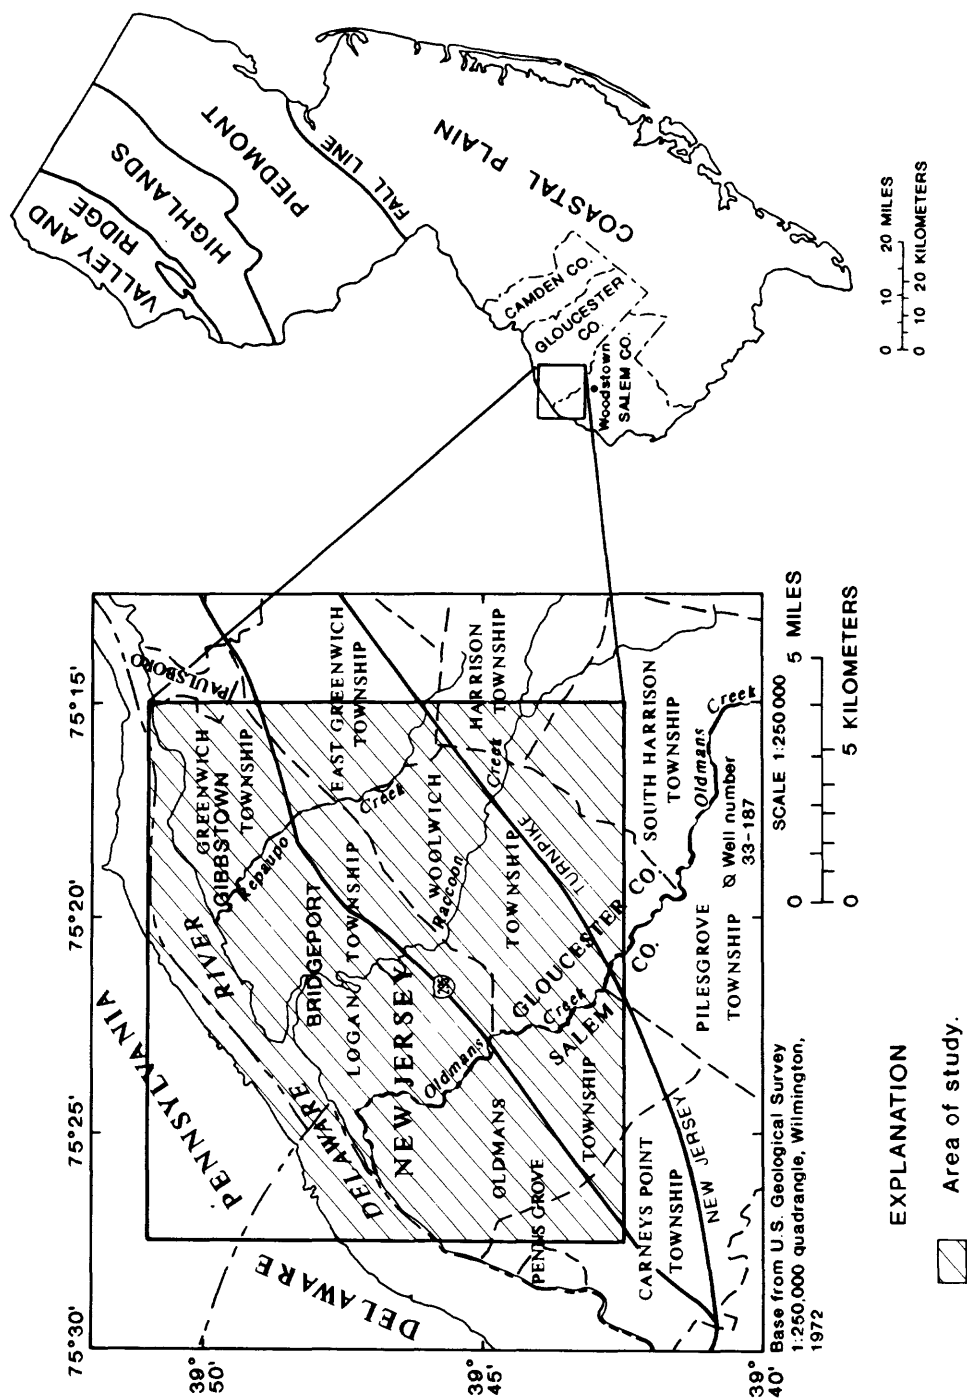 75°30'
75°25'
75°20'
75°15'
39°
50'
39°
45'
39°
40'
PENNSYLVANIA
DELAWARE
DELAWARE
RIVER
PAULSBORO
GREENWICH
TOWNSHIP
GIBBSTOWN
Repaupo
Creek
EAST GREENWICH
TOWNSHIP
BRIDGEPORT
LOGAN
TOWNSHIP
WOOLWICH
TOWNSHIP
Raccoon
Creek
HARRISON
TOWNSHIP
NEW JERSEY
295
TURNPIKE
Oldmans
Creek
GLOUCESTER CO.
SALEM CO.
OLDMANS
TOWNSHIP
PENNS GROVE
CARNEYS POINT
TOWNSHIP
NEW JERSEY
SOUTH HARRISON
TOWNSHIP
Oldmans
Creek
PILESGROVE
TOWNSHIP
Well number
33-187
Base from U.S. Geological Survey
1:250,000 quadrangle, Wilmington,
1972
SCALE 1:250 000
0 5 MILES
0 5 KILOMETERS
EXPLANATION
Area of study.
VALLEY AND
RIDGE
HIGHLANDS
PIEDMONT
FALL LINE
COASTAL PLAIN
CAMDEN CO.
GLOUCESTER
CO.
Woodstown
SALEM CO.
0 10 20 MILES
0 10 20 KILOMETERS